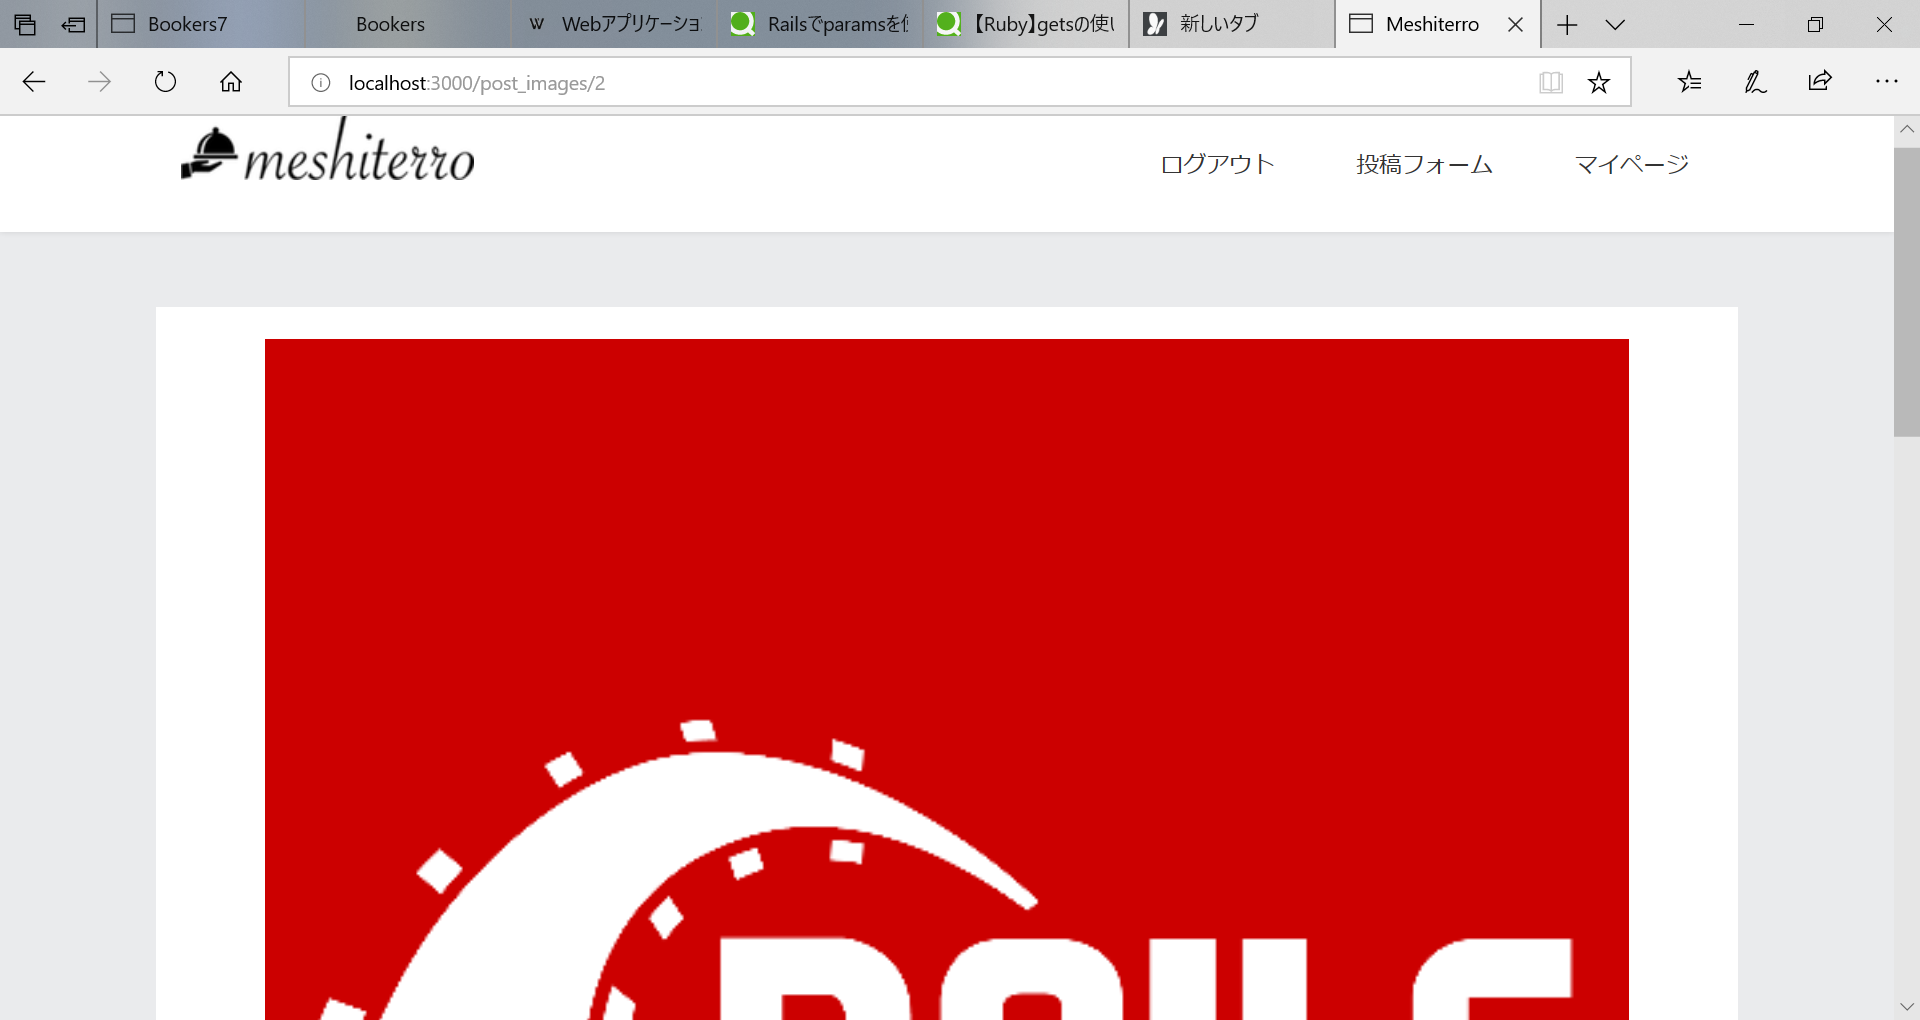 Bookers7
Bookers
W Webアプリケーショ
Railsでparamsを
【Ruby】getsの使い
新しいタブ
Meshiterro
localhost:3000/post_images/2
meshiterro
ログアウト
投稿フォーム
マイページ
RAILS